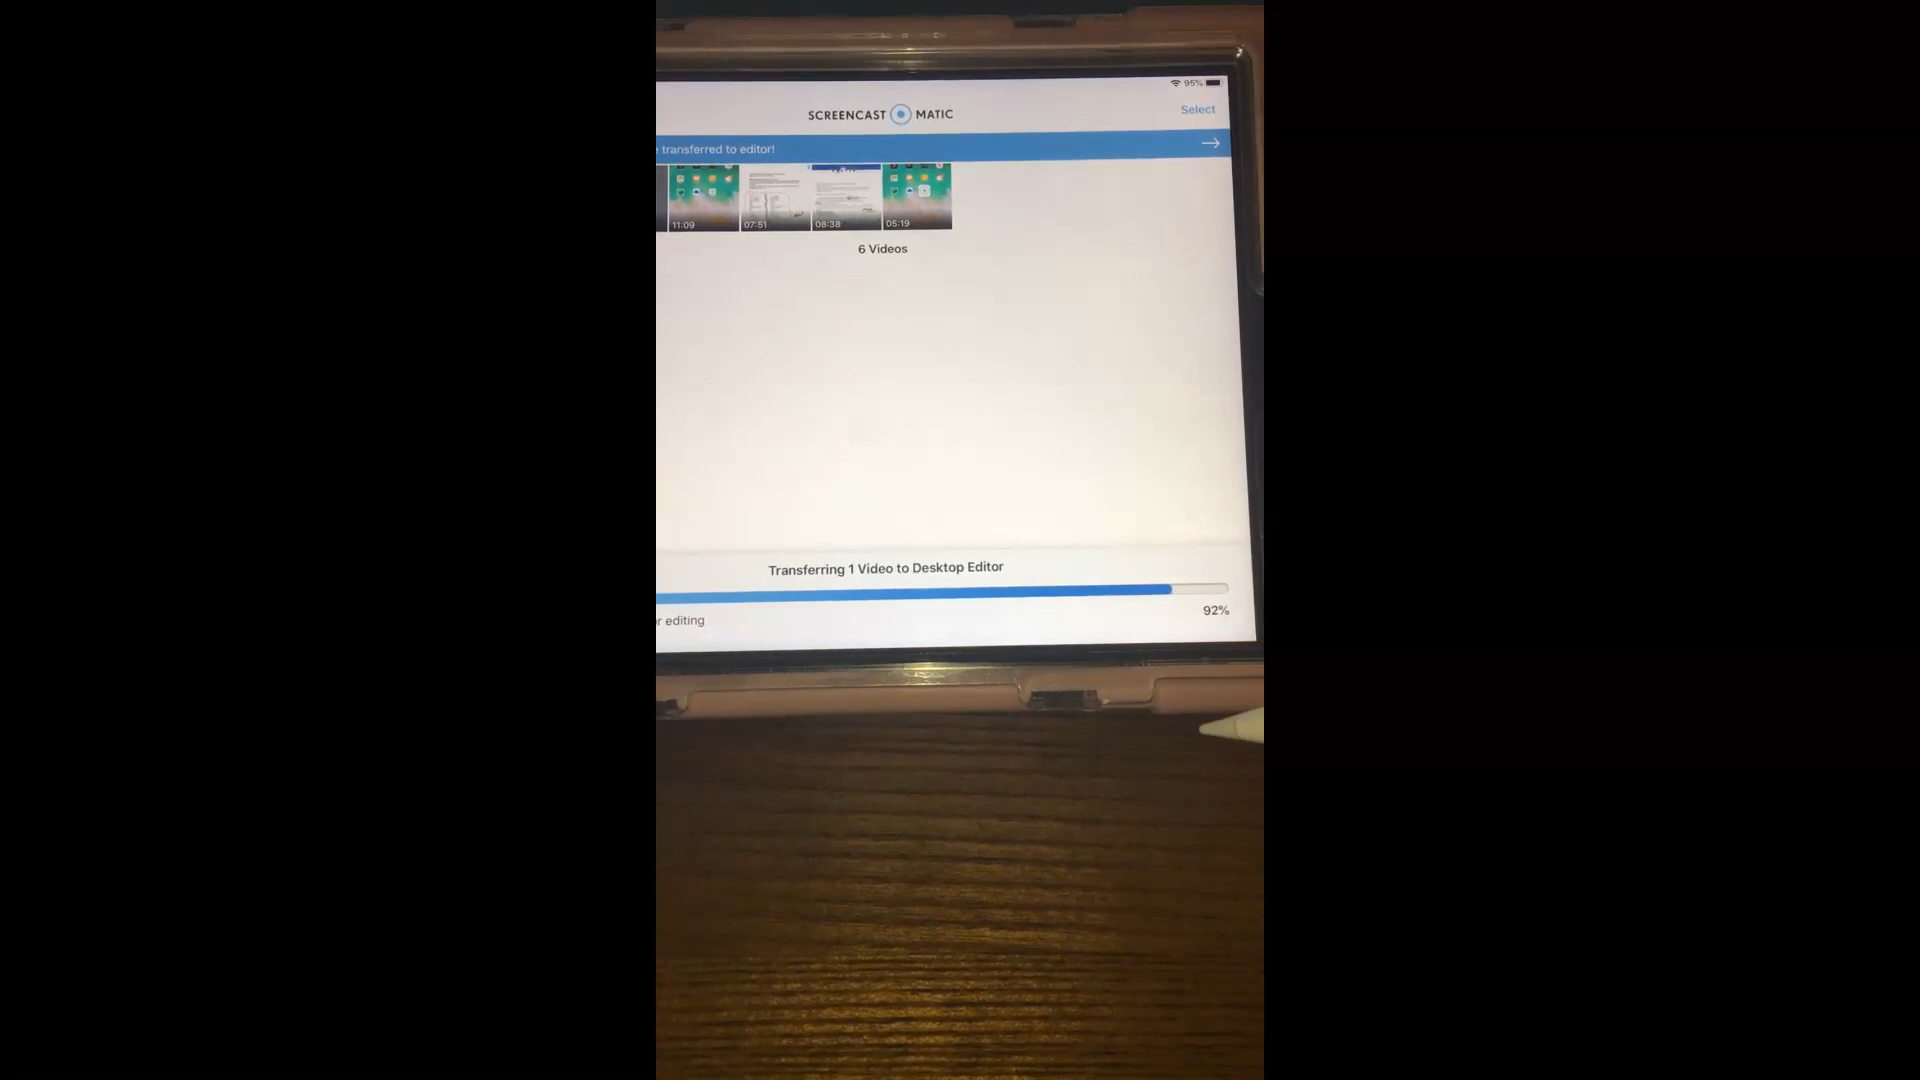 95%
SCREENCAST MATIC
Select
transferred to editor!
11:09
07:51
08:38
05:19
6 Videos
Transferring 1 Video to Desktop Editor
92%
r editing